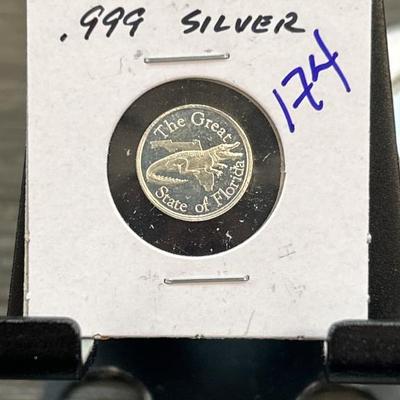 .999 SILVER
174
The Great
State of Florida